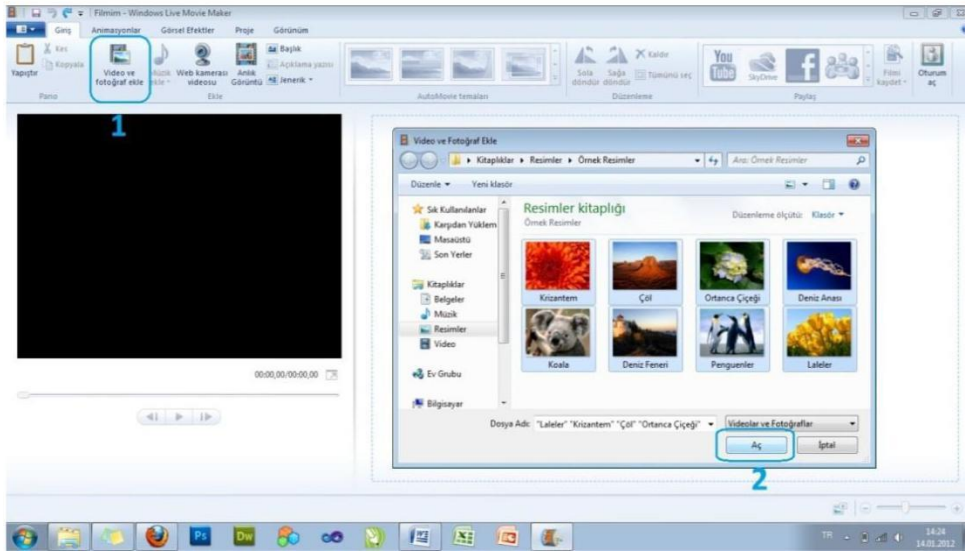 Filmim - Windows Live Movie Maker
Giriş Animasyonlar Görsel Efektler Proje Görünüm
Yapıştır
Kes
Kopyala
Pano
Video ve fotoğraf ekle
Müzik ekle
Web kamerası videosu
Anlık Görüntü
Başlık
Açıklama yazısı
Jenerik
Ekle
AutoMovie temaları
Sola döndür
Sağa döndür
Kaldır
Tümünü seç
Düzenleme
You Tube
SkyDrive
Paylaş
Filmi kaydet
Oturum aç
1
Video ve Fotoğraf Ekle
Kitaplıklar Resimler Örnek Resimler
Ara: Örnek Resimler
Düzenle Yeni klasör
Sık Kullanılanlar
Karşıdan Yüklem
Masaüstü
Son Yerler
Kitaplıklar
Belgeler
Müzik
Resimler
Video
Ev Grubu
Bilgisayar
Resimler kitaplığı
Örnek Resimler
Düzenleme ölçütü: Klasör
Krizantem Çöl Ortanca Çiçeği Deniz Anası
Koala Deniz Feneri Penguenler Laleler
00:00,00/00:00,00
Dosya Adı: "Laleler" "Krizantem" "Çöl" "Ortanca Çiçeği"
Videolar ve Fotoğraflar
Aç İptal
2
Ps Dw
TR
14:24
14.01.2012